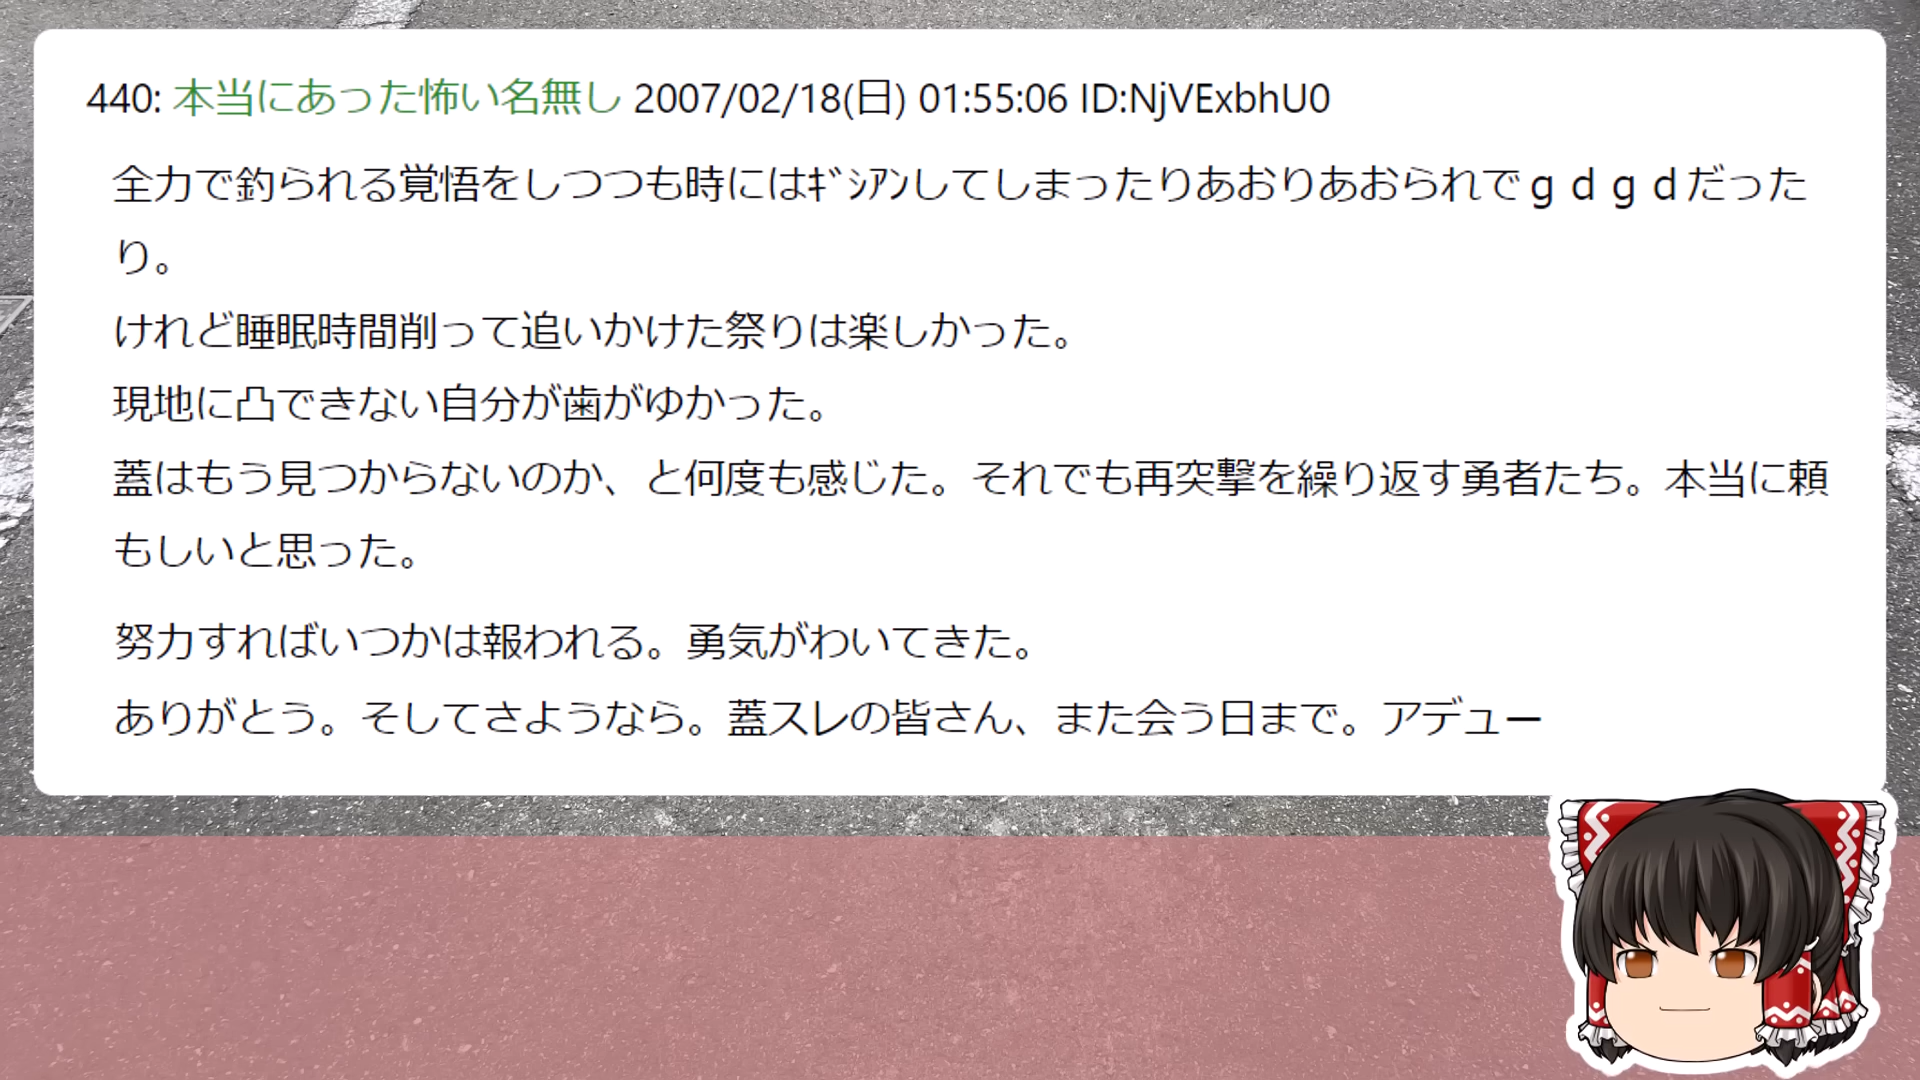 440: 本当にあった怖い名無し 2007/02/18(日) 01:55:06 ID:NjVExbhU0
全力で釣られる覚悟をしつつも時にはｷﾞｼｱﾝしてしまったりあおりあおられでｇｄｇｄだった
り。
けれど睡眠時間削って追いかけた祭りは楽しかった。
現地に凸できない自分が歯がゆかった。
蓋はもう見つからないのか、と何度も感じた。それでも再突撃を繰り返す勇者たち。本当に頼
もしいと思った。
努力すればいつかは報われる。勇気がわいてきた。
ありがとう。そしてさようなら。蓋スレの皆さん、また会う日まで。アデュー